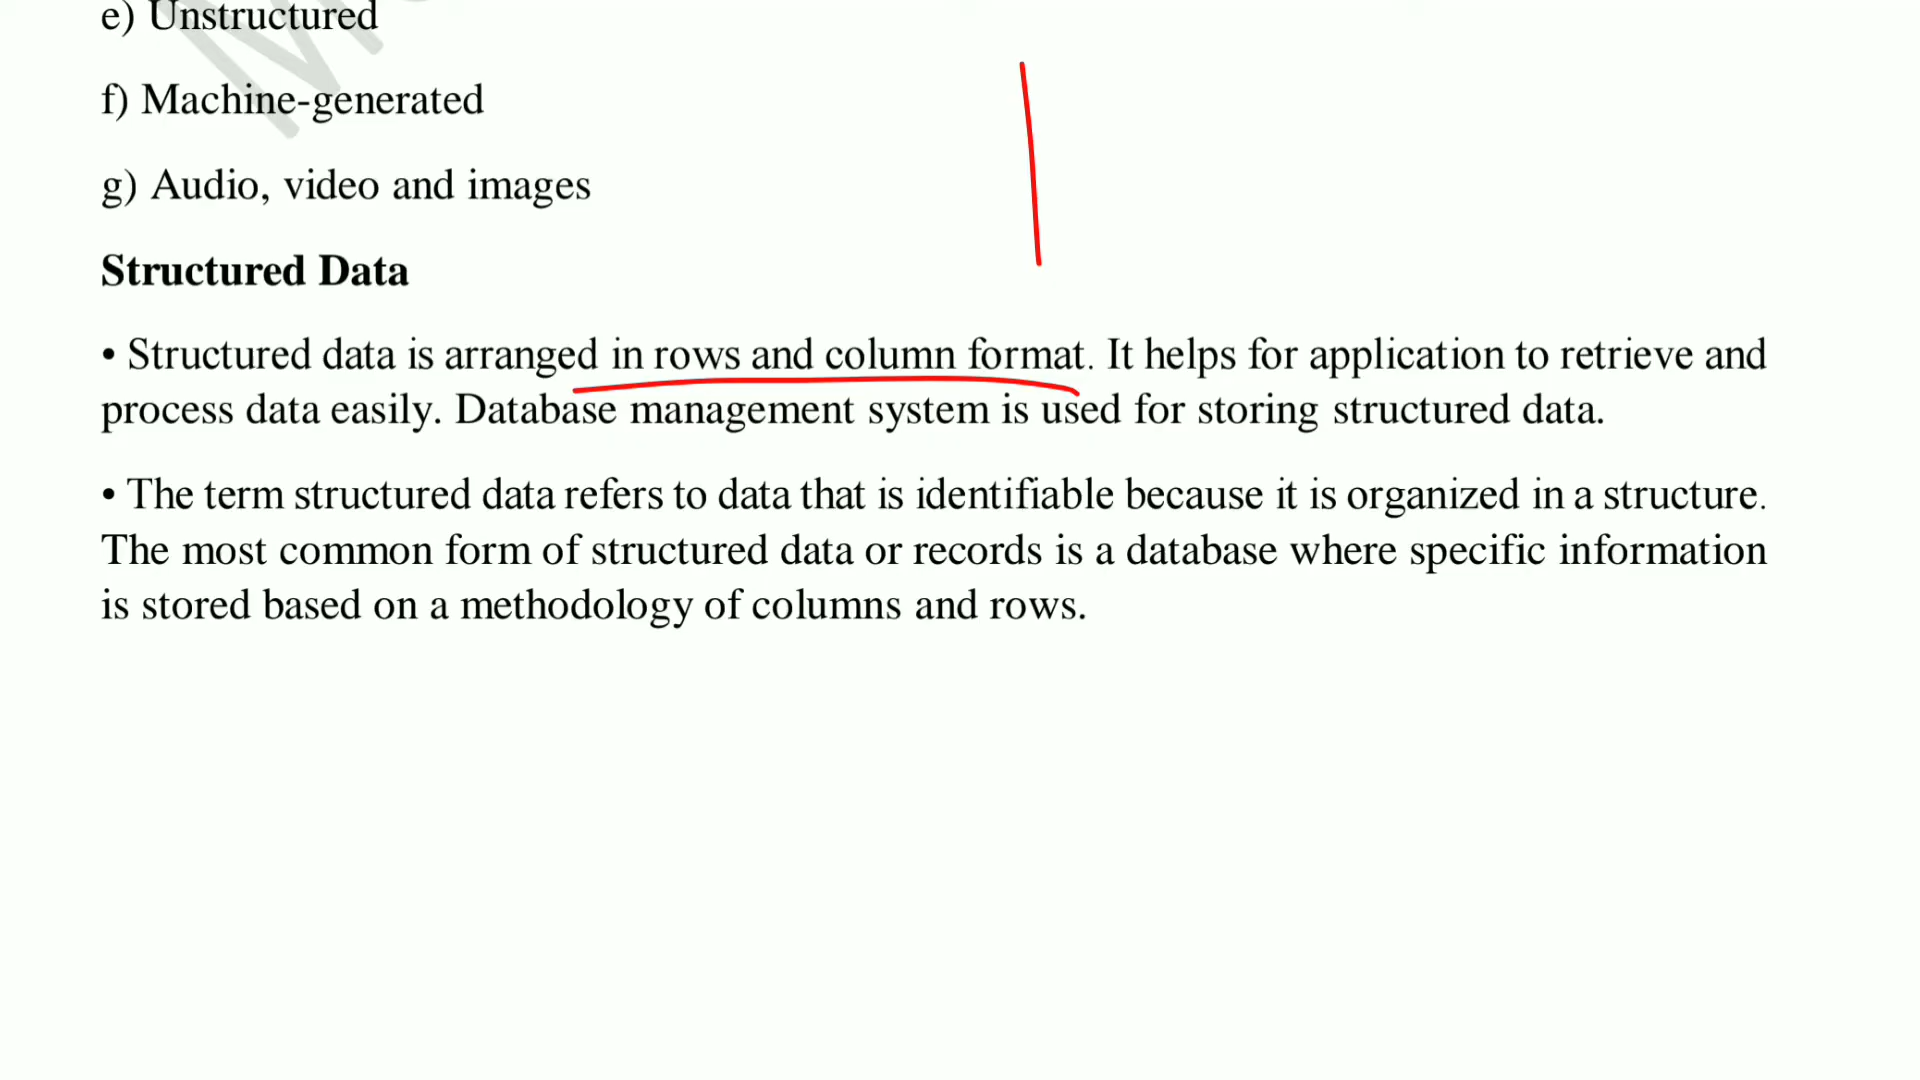 e) Unstructured
f) Machine-generated
g) Audio, video and images
Structured Data
• Structured data is arranged in rows and column format. It helps for application to retrieve and
process data easily. Database management system is used for storing structured data.
• The term structured data refers to data that is identifiable because it is organized in a structure.
The most common form of structured data or records is a database where specific information
is stored based on a methodology of columns and rows.